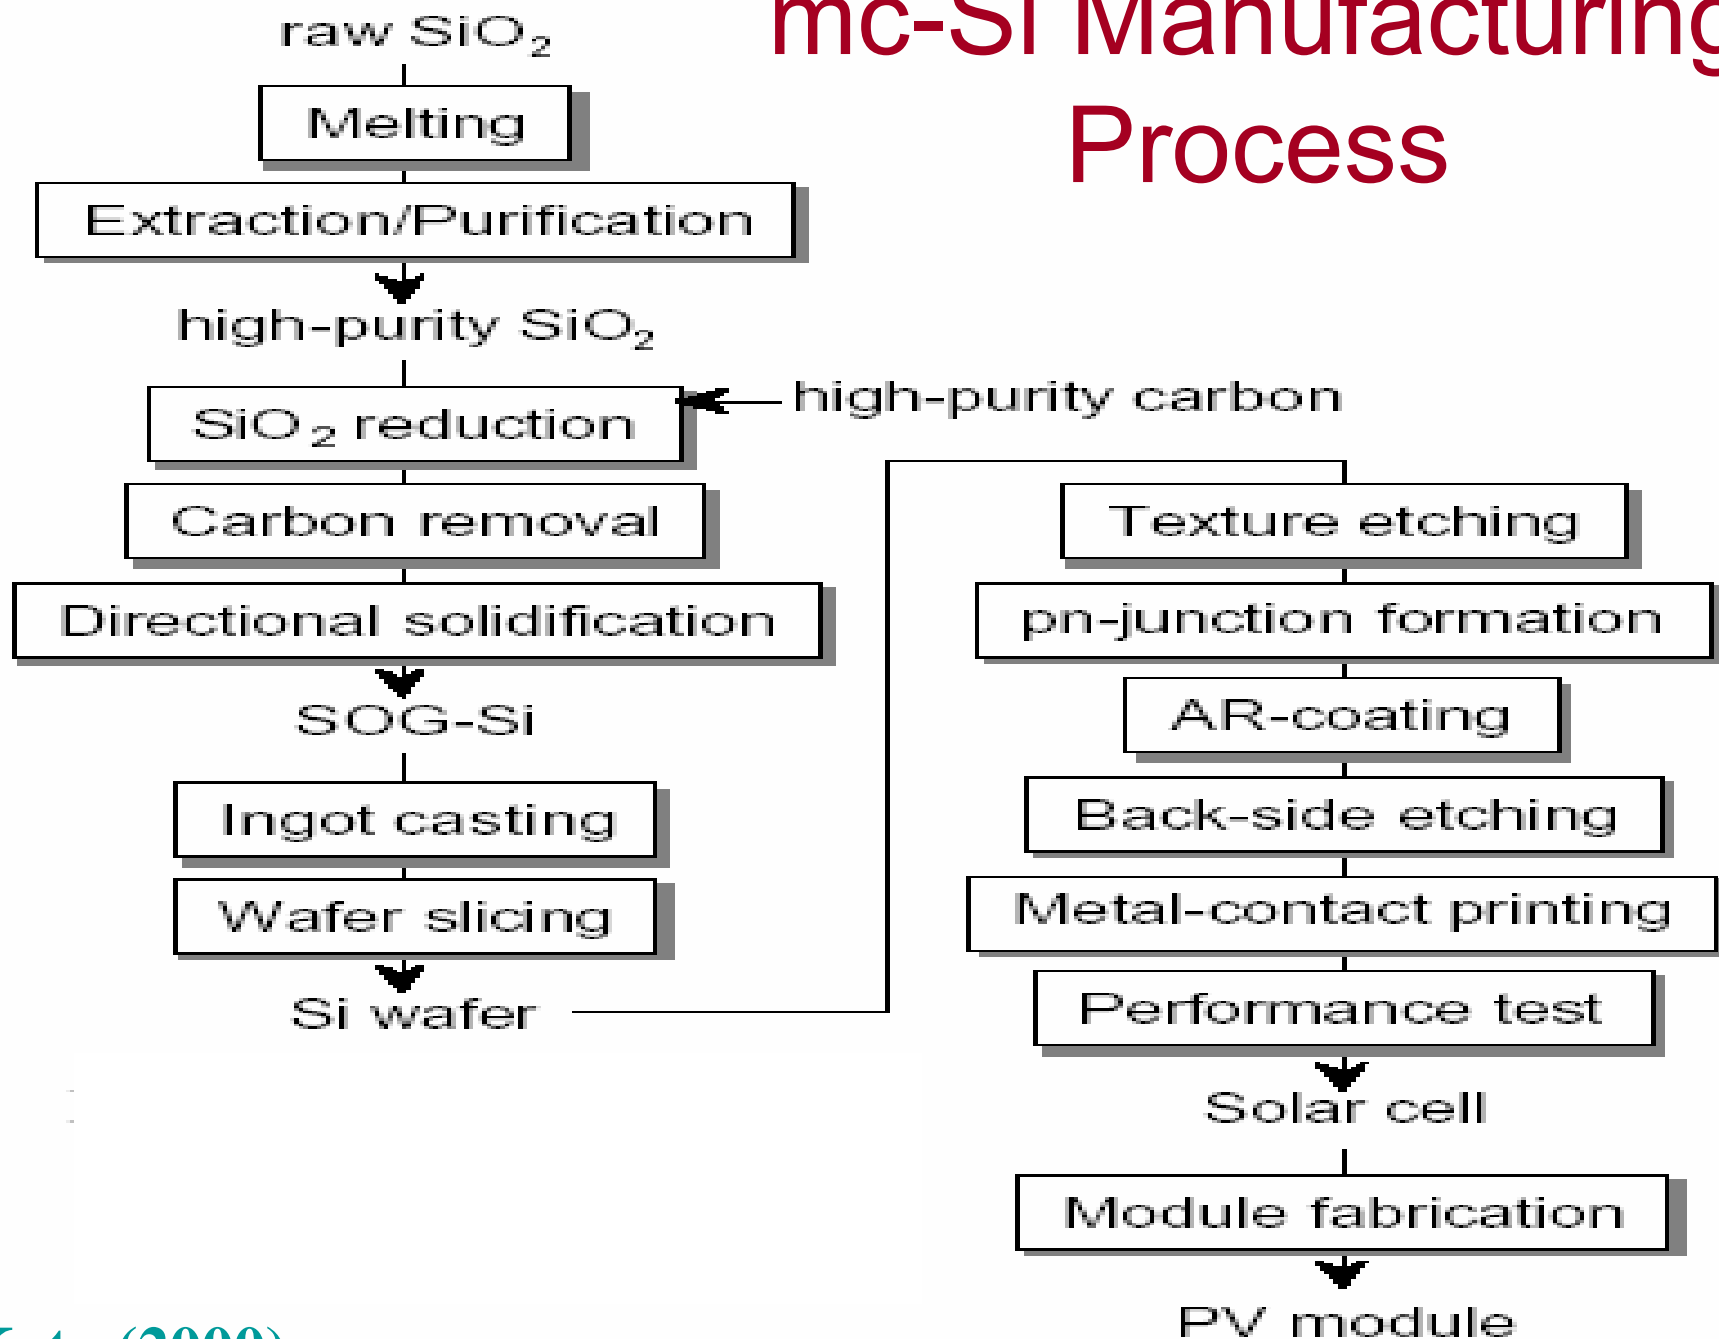 mc-Si Manufacturing
Process
raw SiO₂
Melting
Extraction/Purification
high-purity SiO₂
SiO₂ reduction
high-purity carbon
Carbon removal
Directional solidification
SOG-Si
Ingot casting
Wafer slicing
Si wafer
Texture etching
pn-junction formation
AR-coating
Back-side etching
Metal-contact printing
Performance test
Solar cell
Module fabrication
PV module